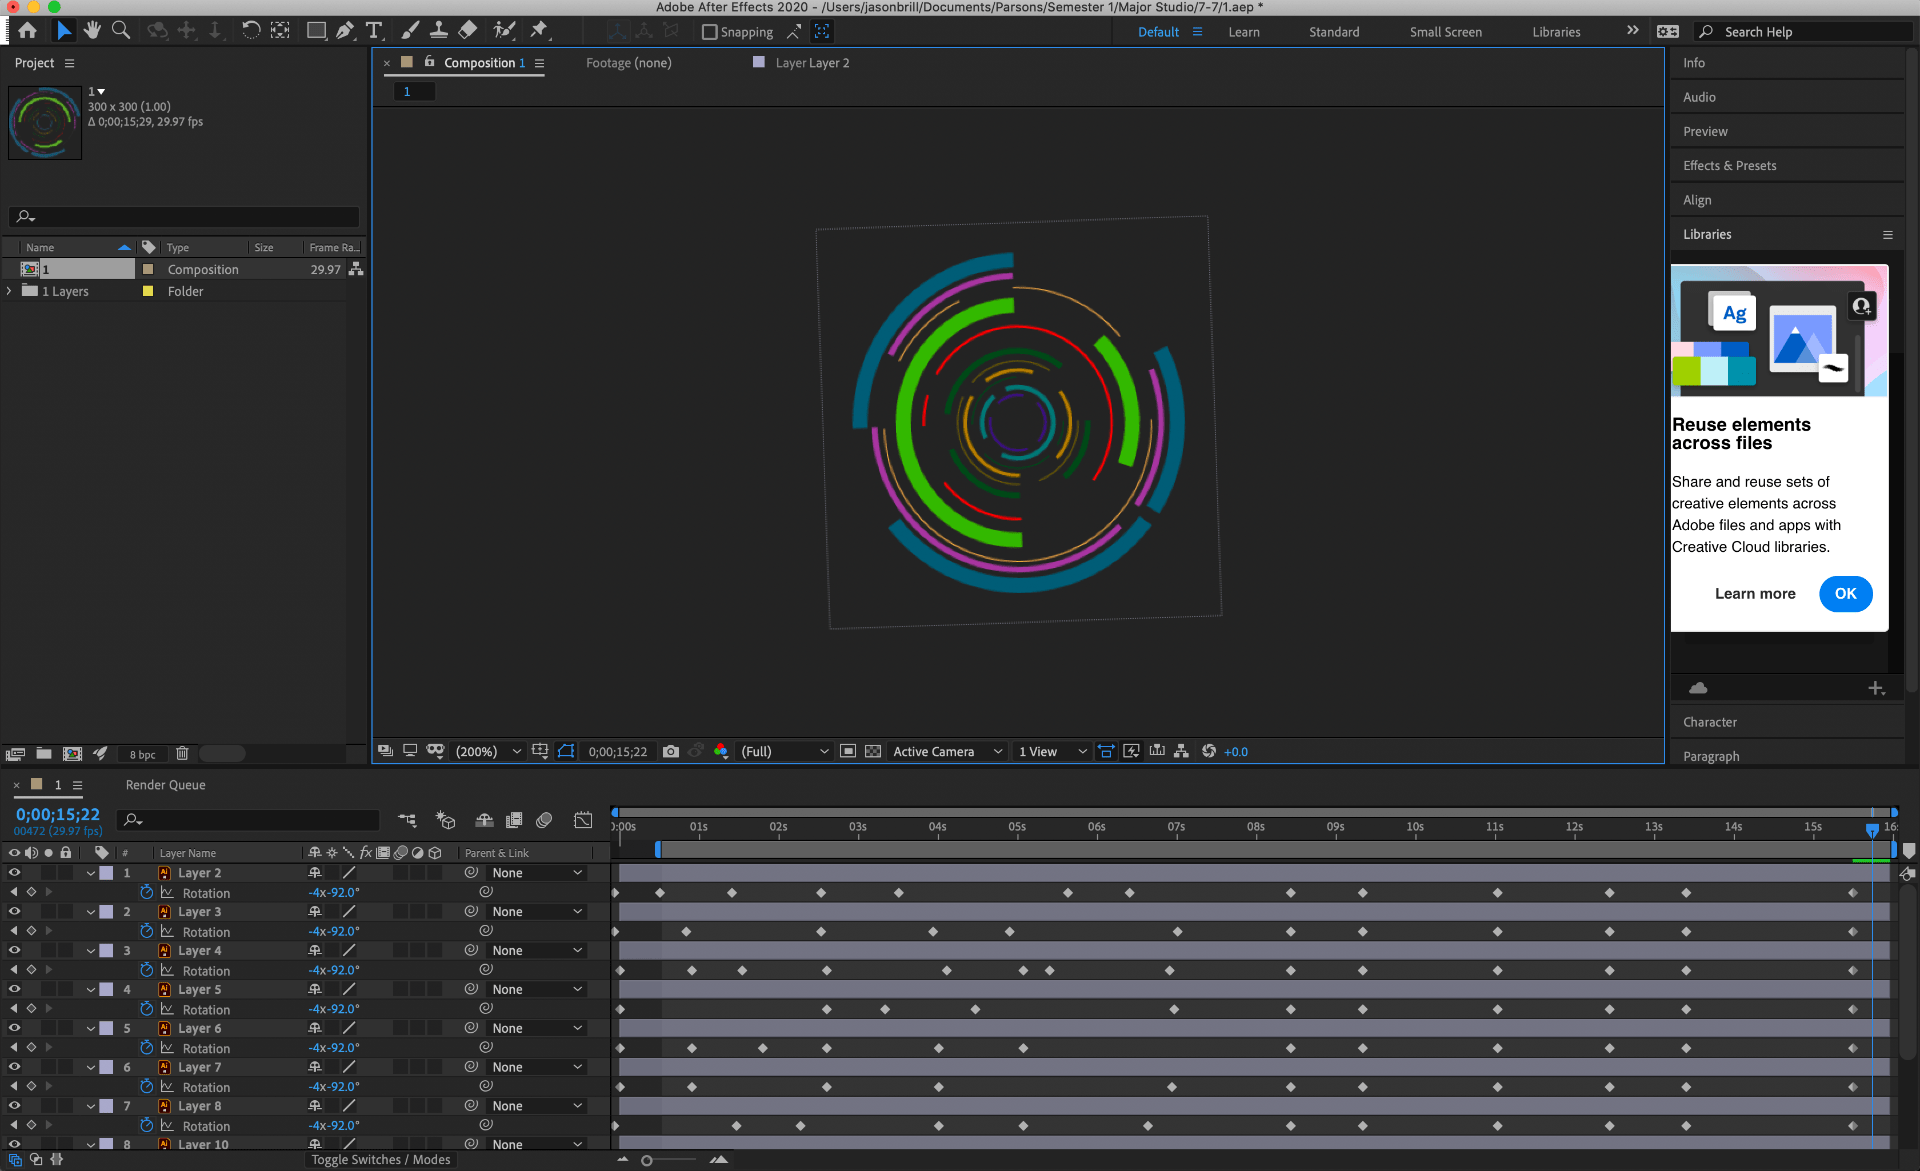 Adobe After Effects 2020 - /Users/jasonbrill/Documents/Parsons/Semester 1/Major Studio/7-7/1.aep *
Snapping
Default
Learn
Standard
Small Screen
Libraries
Search Help
Project
1
300 x 300 (1.00)
Δ 0;00;15;29, 29.97 fps
Name
Type
Size
Frame Ra...
1
Composition
29.97
1 Layers
Folder
8 bpc
Composition 1
Footage (none)
Layer Layer 2
1
(200%)
0;00;15;22
(Full)
Active Camera
1 View
+0.0
Info
Audio
Preview
Effects & Presets
Align
Libraries
Ag
Reuse elements
across files
Share and reuse sets of
creative elements across
Adobe files and apps with
Creative Cloud libraries.
Learn more
OK
Character
Paragraph
1
Render Queue
0;00;15;22
00472 (29.97 fps)
0:00s 01s 02s 03s 04s 05s 06s 07s 08s 09s 10s 11s 12s 13s 14s 15s 16s
# Layer Name fx Parent & Link
1 Ai Layer 2 None
Rotation -4x-92.0°
2 Ai Layer 3 None
Rotation -4x-92.0°
3 Ai Layer 4 None
Rotation -4x-92.0°
4 Ai Layer 5 None
Rotation -4x-92.0°
5 Ai Layer 6 None
Rotation -4x-92.0°
6 Ai Layer 7 None
Rotation -4x-92.0°
7 Ai Layer 8 None
Rotation -4x-92.0°
8 Ai Layer 10 None
Toggle Switches / Modes